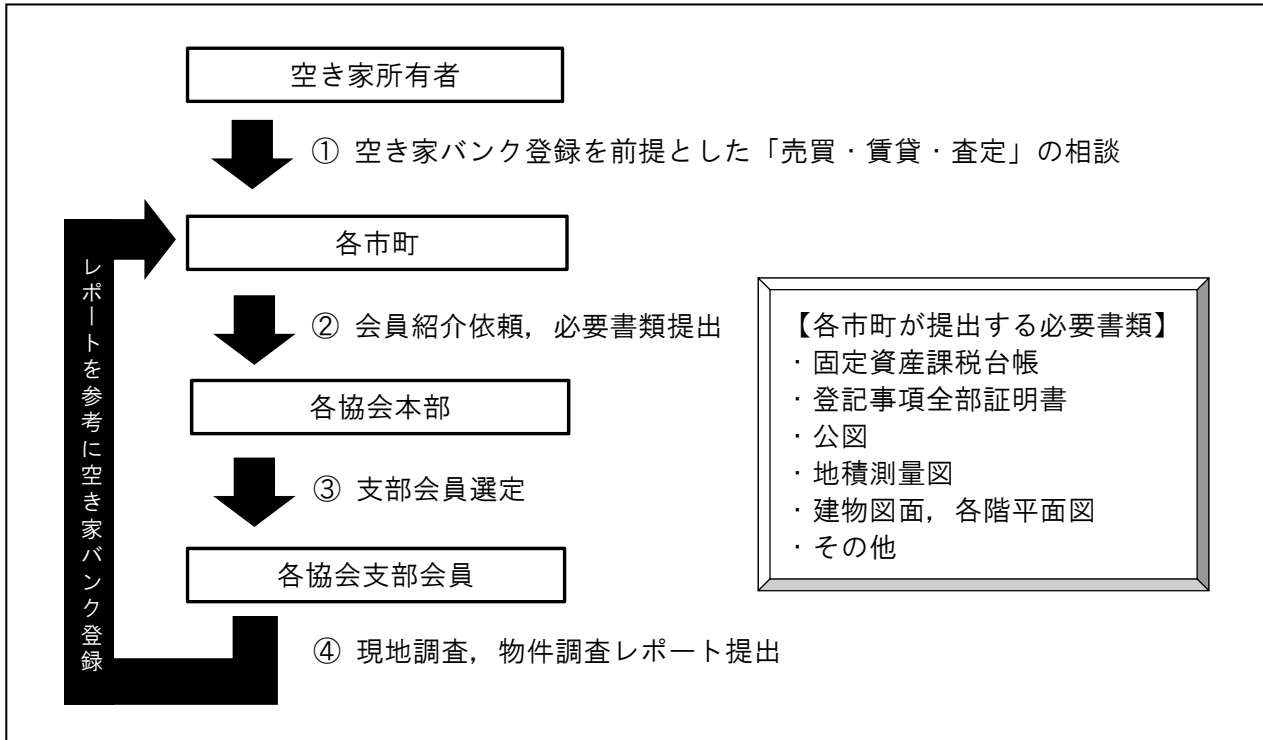 空き家所有者
① 空き家バンク登録を前提とした「売買・賃貸・査定」の相談
各市町
② 会員紹介依頼，必要書類提出
各協会本部
③ 支部会員選定
各協会支部会員
④ 現地調査，物件調査レポート提出
レポートを参考に空き家バンク登録
【各市町が提出する必要書類】
・固定資産課税台帳
・登記事項全部証明書
・公図
・地積測量図
・建物図面，各階平面図
・その他